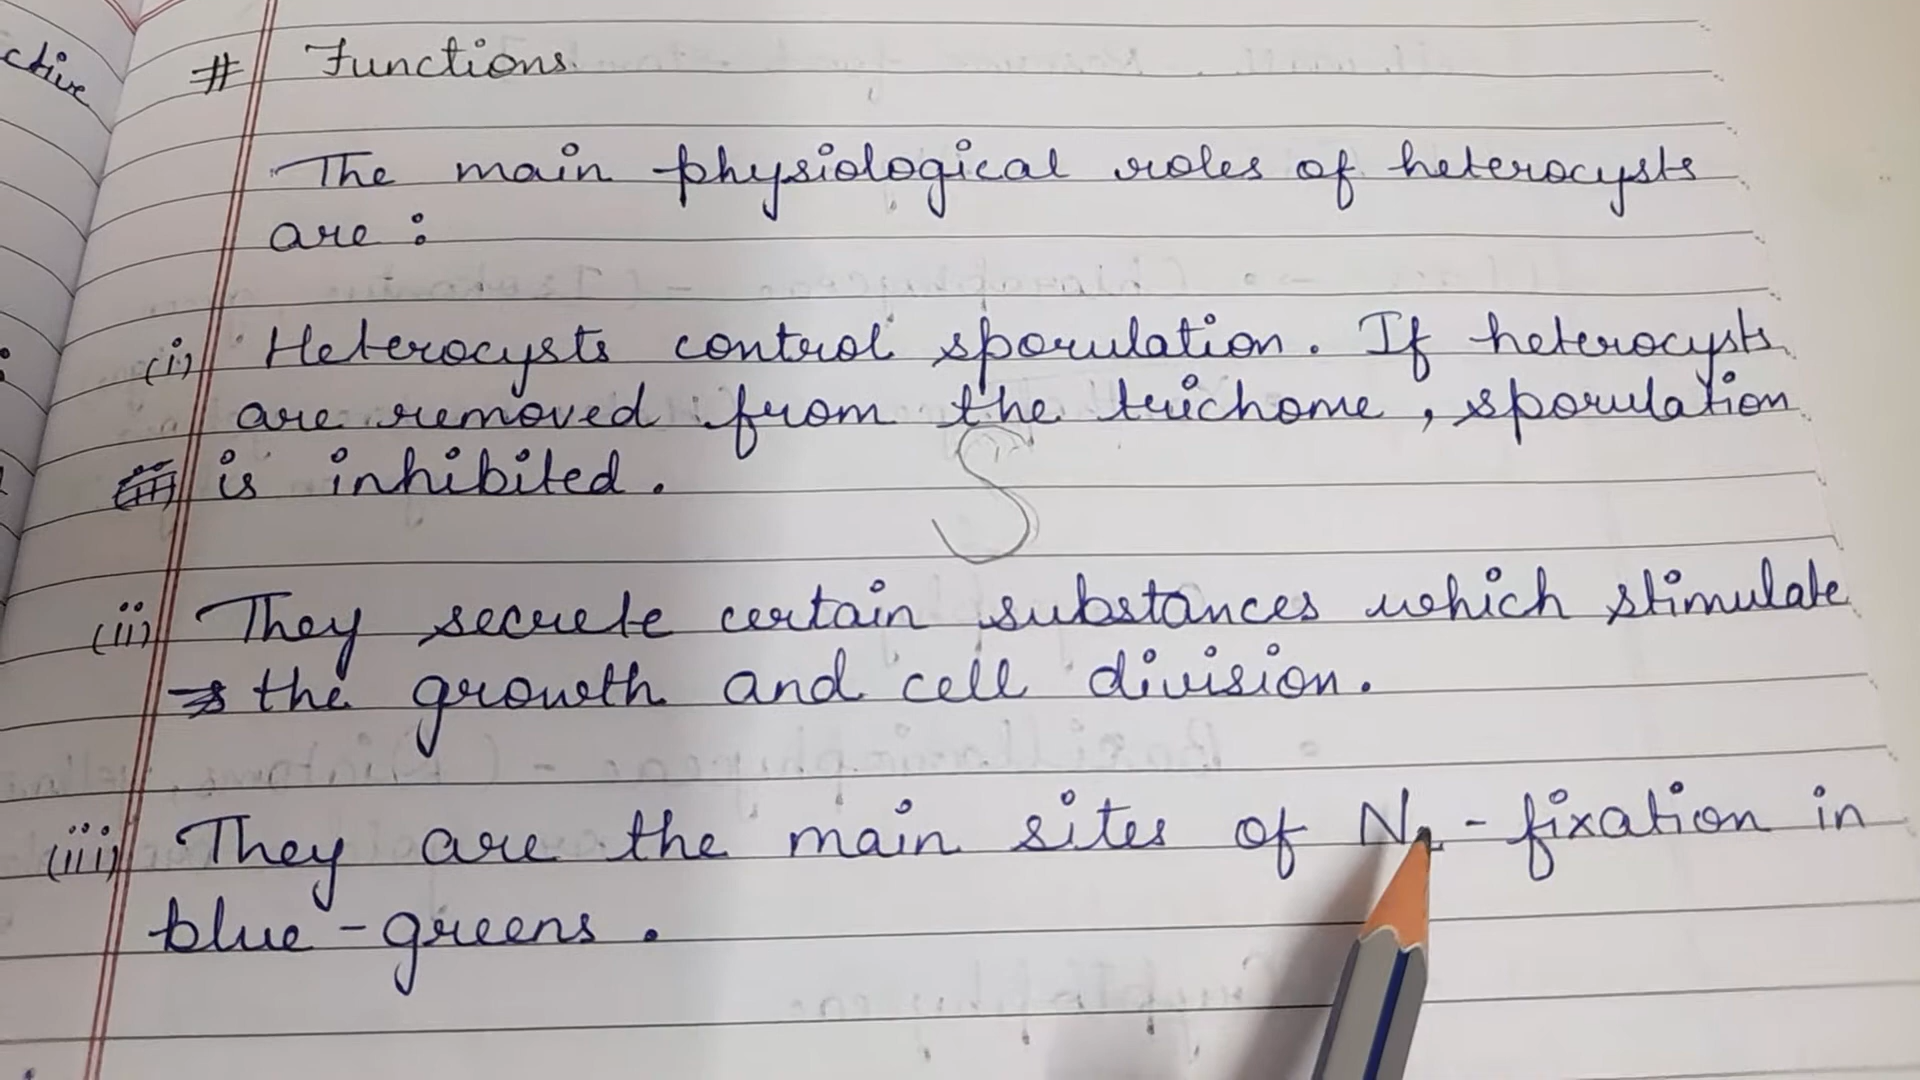 ctive
# Functions.
The main physiological roles of heterocysts
are :
(i) Heterocysts control sporulation. If heterocysts
are removed from the trichome, sporulation
is inhibited.
S
(ii) They secrete certain substances which stimulate
the growth and cell division.
(iii) They are the main sites of N2-fixation in
blue-greens.